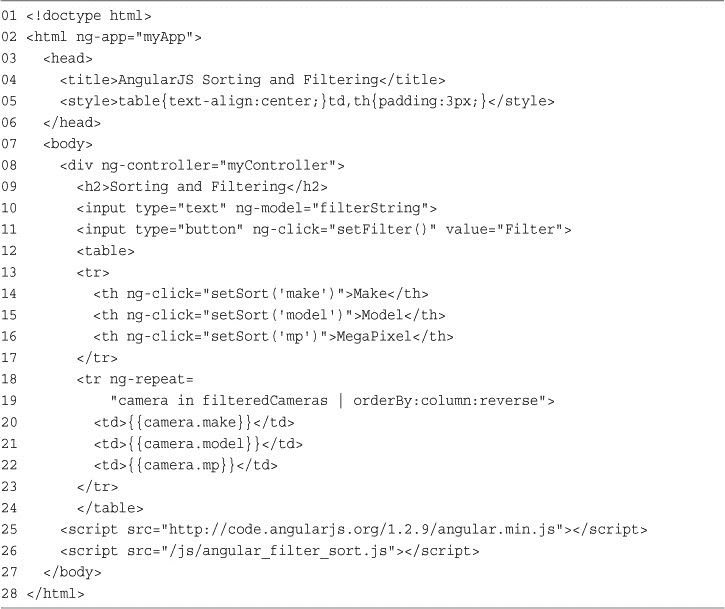 01 <!doctype html>
02 <html ng-app="myApp">
03   <head>
04     <title>AngularJS Sorting and Filtering</title>
05     <style>table{text-align:center;}td,th{padding:3px;}</style>
06   </head>
07   <body>
08     <div ng-controller="myController">
09       <h2>Sorting and Filtering</h2>
10       <input type="text" ng-model="filterString">
11       <input type="button" ng-click="setFilter()" value="Filter">
12       <table>
13       <tr>
14         <th ng-click="setSort('make')">Make</th>
15         <th ng-click="setSort('model')">Model</th>
16         <th ng-click="setSort('mp')">MegaPixel</th>
17       </tr>
18       <tr ng-repeat=
19           "camera in filteredCameras | orderBy:column:reverse">
20         <td>{{camera.make}}</td>
21         <td>{{camera.model}}</td>
22         <td>{{camera.mp}}</td>
23       </tr>
24       </table>
25     <script src="http://code.angularjs.org/1.2.9/angular.min.js"></script>
26     <script src="/js/angular_filter_sort.js"></script>
27   </body>
28 </html>